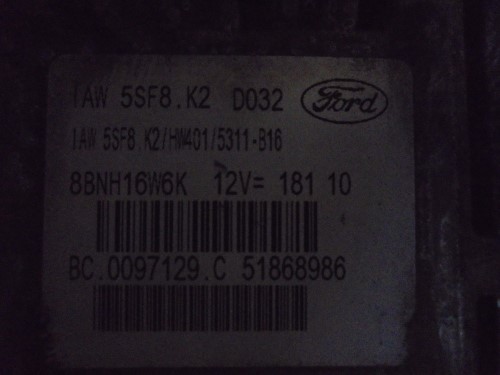 IAW 5SF8.K2 D032 Ford
IAW 5SF8.K2/HW401/5311-B16
8BNH16W6K 12V= 181 10
BC.0097129.C 51868986